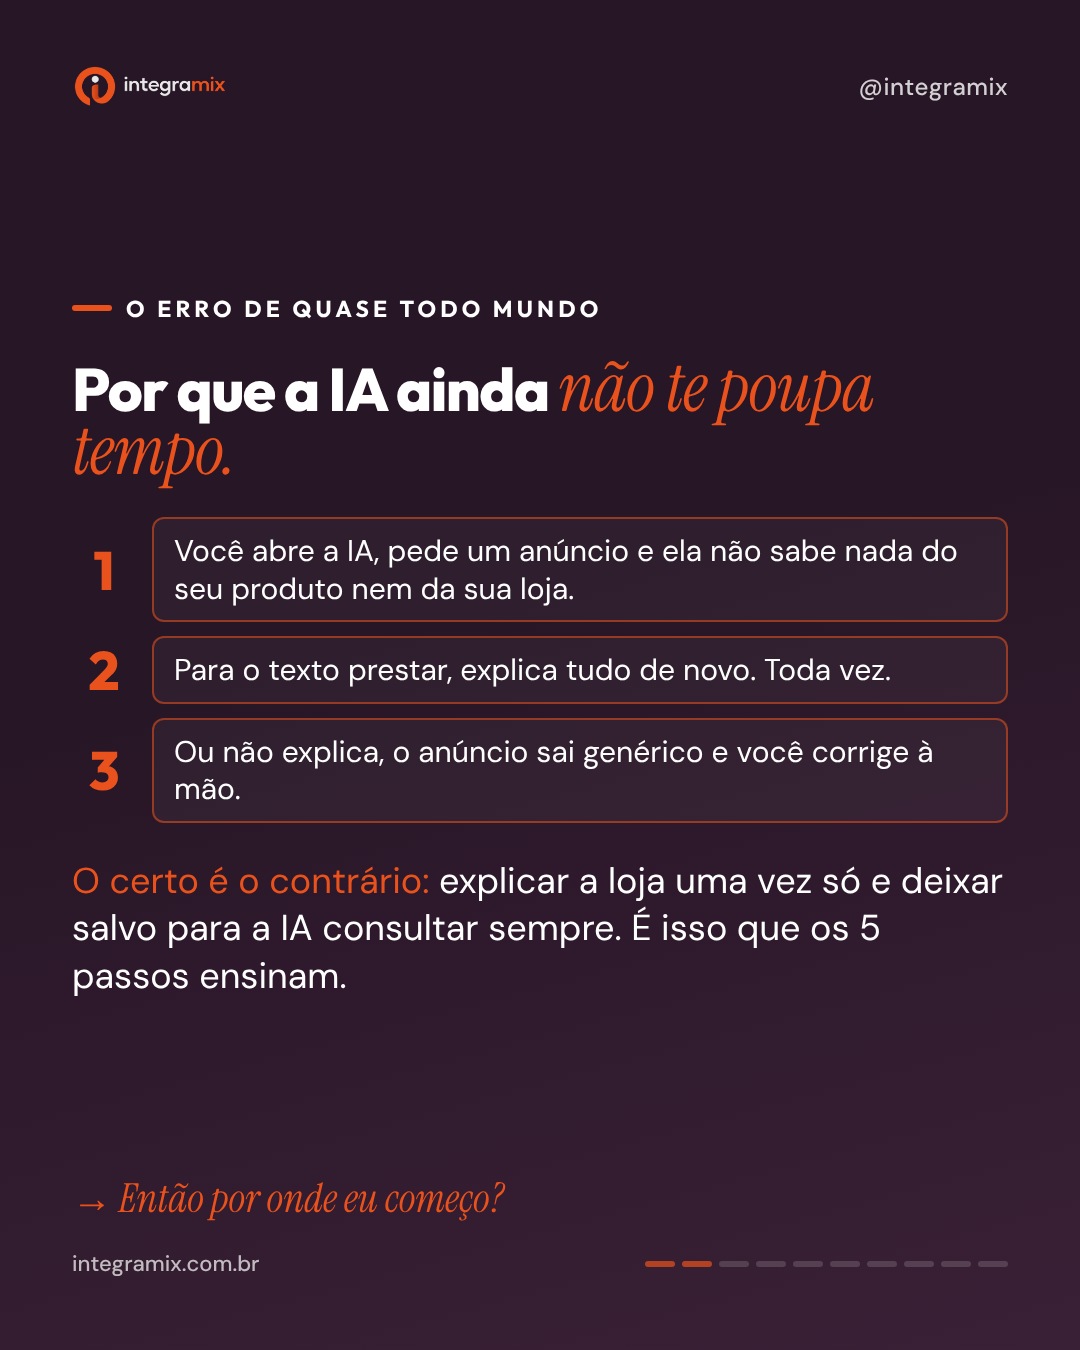 integramix
@integramix
O ERRO DE QUASE TODO MUNDO
Por que a IA ainda não te poupa
tempo.
1
Você abre a IA, pede um anúncio e ela não sabe nada do
seu produto nem da sua loja.
2
Para o texto prestar, explica tudo de novo. Toda vez.
3
Ou não explica, o anúncio sai genérico e você corrige à
mão.
O certo é o contrário: explicar a loja uma vez só e deixar
salvo para a IA consultar sempre. É isso que os 5
passos ensinam.
→ Então por onde eu começo?
integramix.com.br